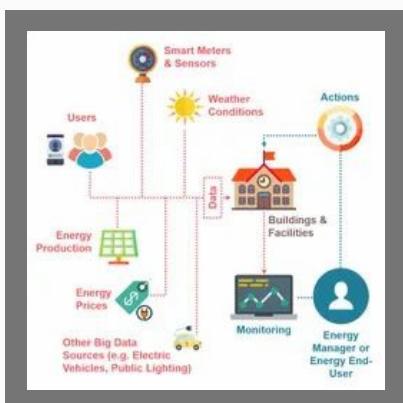 Smart Meters
& Sensors
Weather
Conditions
Actions
Users
Data
Buildings &
Facilities
Energy
Production
Energy
Prices
Monitoring
Energy
Manager or
Energy End-
User
Other Big Data
Sources (e.g. Electric
Vehicles, Public Lighting)